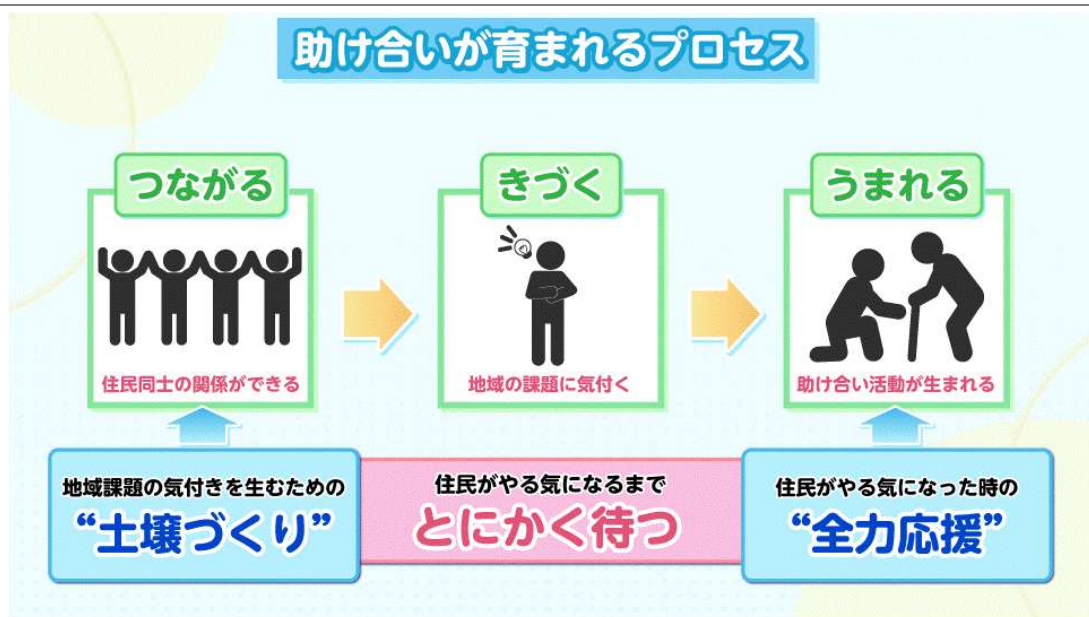 助け合いが育まれるプロセス
つながる
住民同士の関係ができる
きづく
地域の課題に気付く
うまれる
助け合い活動が生まれる
地域課題の気付きを生むための
“土壌づくり”
住民がやる気になるまで
とにかく待つ
住民がやる気になった時の
“全力応援”